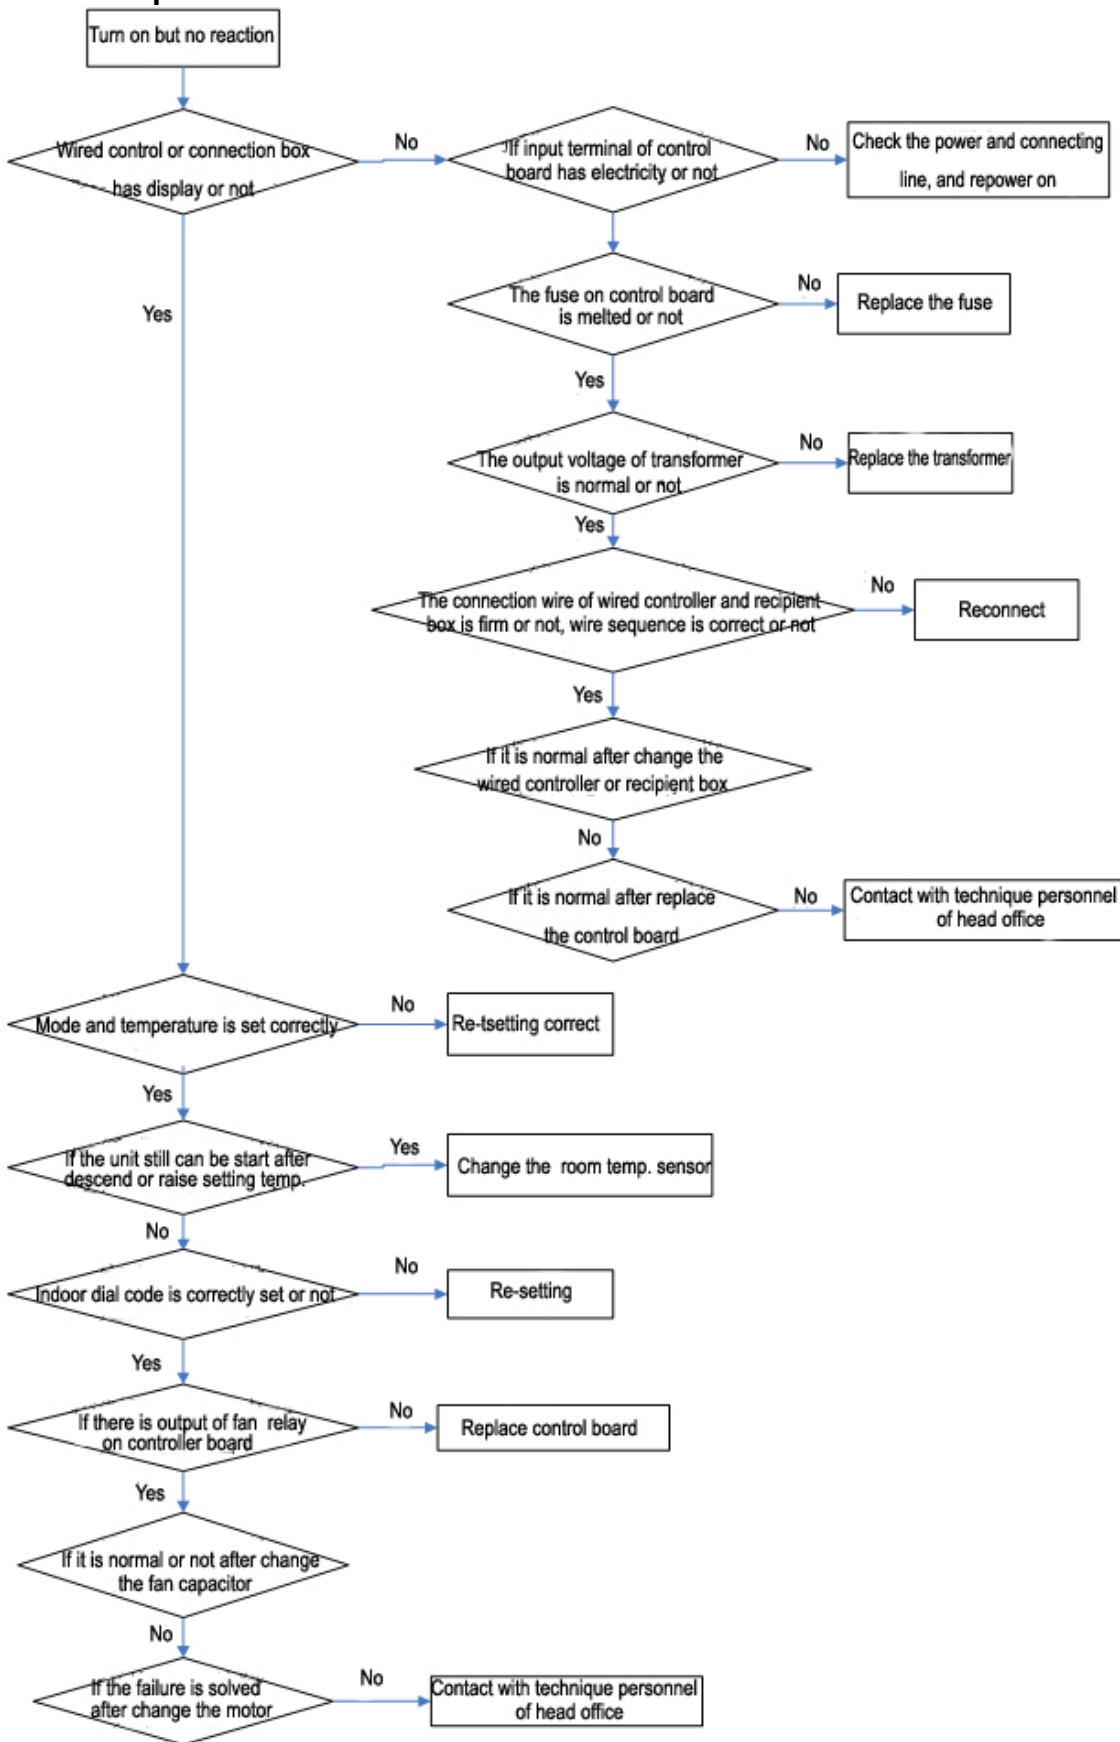 Turn on but no reaction
Wired control or connection box
has display or not
No
If input terminal of control
board has electricity or not
No
Check the power and connecting
line, and repower on
Yes
The fuse on control board
is melted or not
No
Replace the fuse
Yes
The output voltage of transformer
is normal or not
No
Replace the transformer
Yes
The connection wire of wired controller and recipient
box is firm or not, wire sequence is correct or not
No
Reconnect
Yes
If it is normal after change the
wired controller or recipient box
No
If it is normal after replace
the control board
No
Contact with technique personnel
of head office
Mode and temperature is set correctly
No
Re-tsetting correct
Yes
If the unit still can be start after
descend or raise setting temp.
Yes
Change the room temp. sensor
No
Indoor dial code is correctly set or not
No
Re-setting
Yes
If there is output of fan relay
on controller board
No
Replace control board
Yes
If it is normal or not after change
the fan capacitor
No
If the failure is solved
after change the motor
No
Contact with technique personnel
of head office